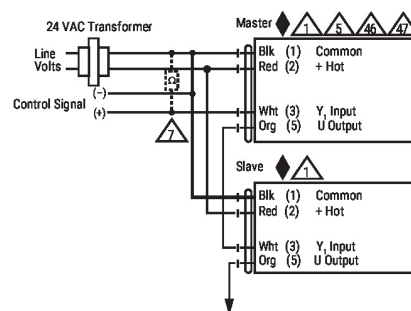 24 VAC Transformer
Master 1 5 46 47
Line
Volts
Blk (1) Common
Red (2) + Hot
Ω
(−)
Control Signal
(+)
Wht (3) Y1 Input
Org (5) U Output
7
Slave 1
Blk (1) Common
Red (2) + Hot
Wht (3) Y1 Input
Org (5) U Output